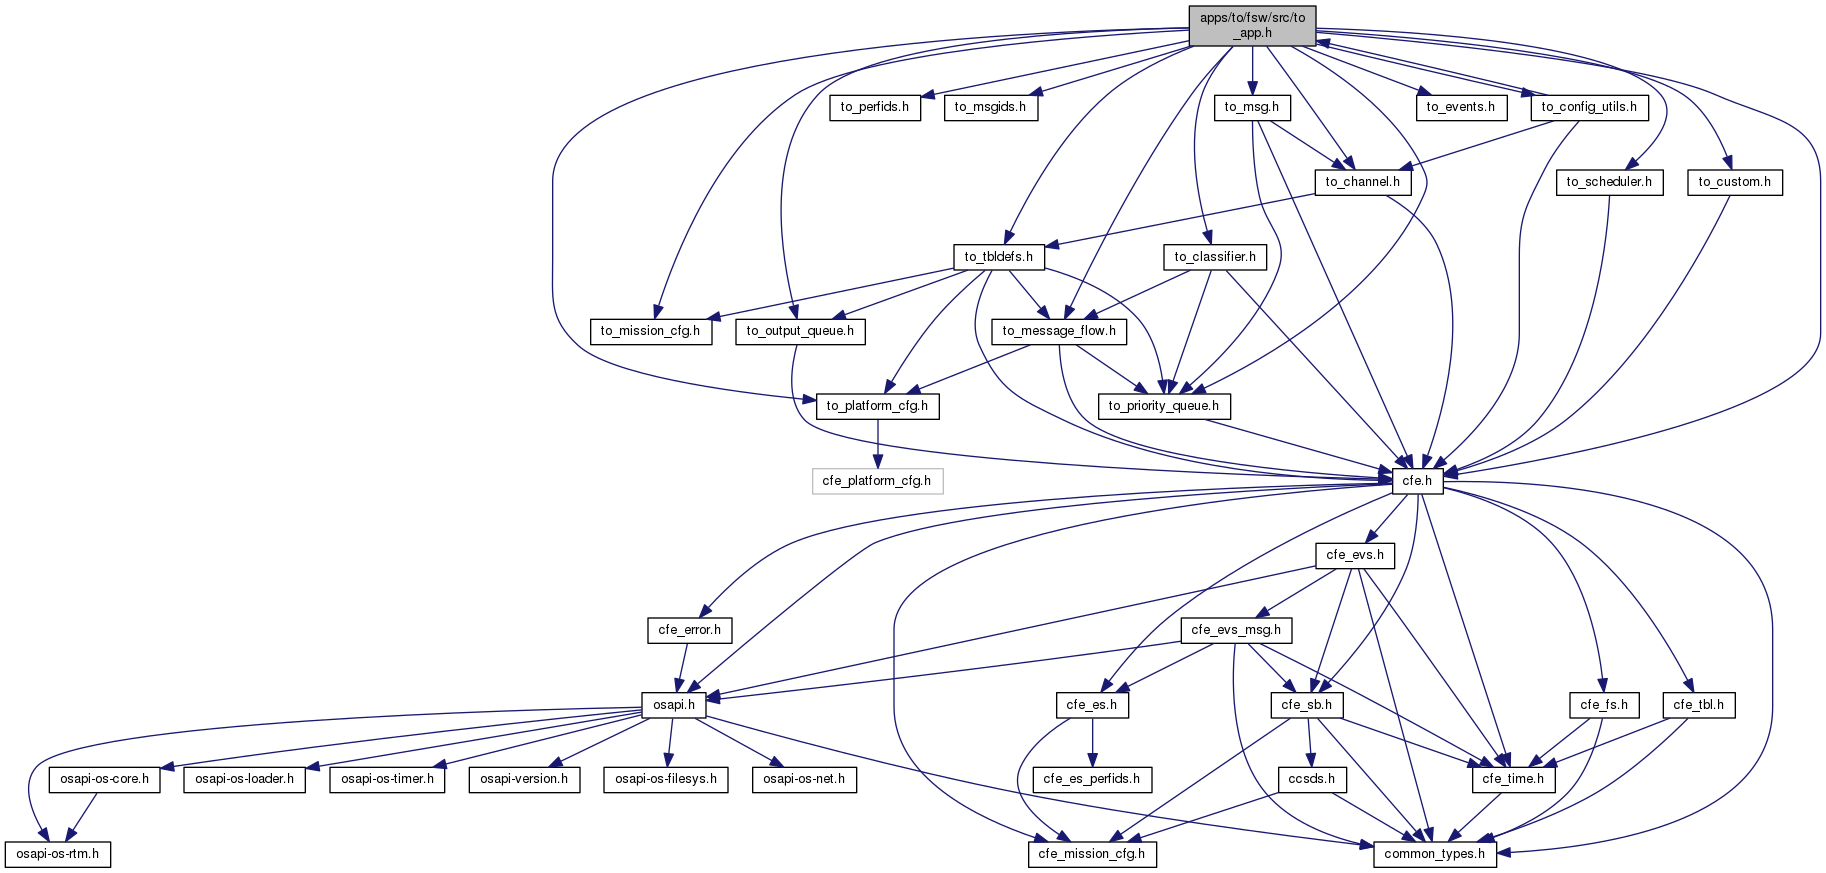 apps/to/fsw/src/to
_app.h
to_perfids.h
to_msgids.h
to_msg.h
to_events.h
to_config_utils.h
to_channel.h
to_scheduler.h
to_custom.h
to_tbldefs.h
to_classifier.h
to_mission_cfg.h
to_output_queue.h
to_message_flow.h
to_platform_cfg.h
to_priority_queue.h
cfe_platform_cfg.h
cfe.h
cfe_evs.h
cfe_error.h
cfe_evs_msg.h
osapi.h
cfe_es.h
cfe_sb.h
cfe_fs.h
cfe_tbl.h
osapi-os-core.h
osapi-os-loader.h
osapi-os-timer.h
osapi-version.h
osapi-os-filesys.h
osapi-os-net.h
cfe_es_perfids.h
ccsds.h
cfe_time.h
osapi-os-rtm.h
cfe_mission_cfg.h
common_types.h